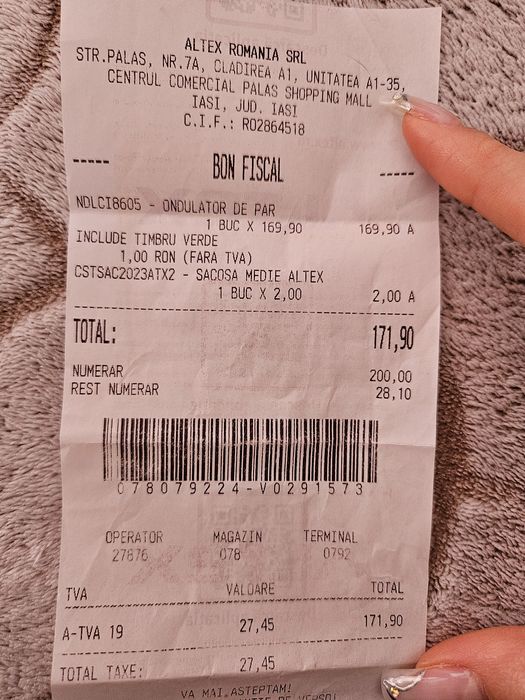 ALTEX ROMANIA SRL
STR.PALAS, NR.7A, CLADIREA A1, UNITATEA A1-35,
CENTRUL COMERCIAL PALAS SHOPPING MALL
IASI, JUD. IASI
C.I.F.: RO2864518
----- BON FISCAL -----
NDLCI8605 - ONDULATOR DE PAR
1 BUC X 169,90 169,90 A
INCLUDE TIMBRU VERDE
1,00 RON (FARA TVA)
CSTSAC2023ATX2 - SACOSA MEDIE ALTEX
1 BUC X 2,00 2,00 A
TOTAL: 171,90
NUMERAR 200,00
REST NUMERAR 28,10
078079224-V0291573
OPERATOR MAGAZIN TERMINAL
27876 078 0792
TVA VALOARE TOTAL
A-TVA 19 27,45 171,90
TOTAL TAXE: 27,45
VA MAI ASTEPTAM!
DE VERSO!